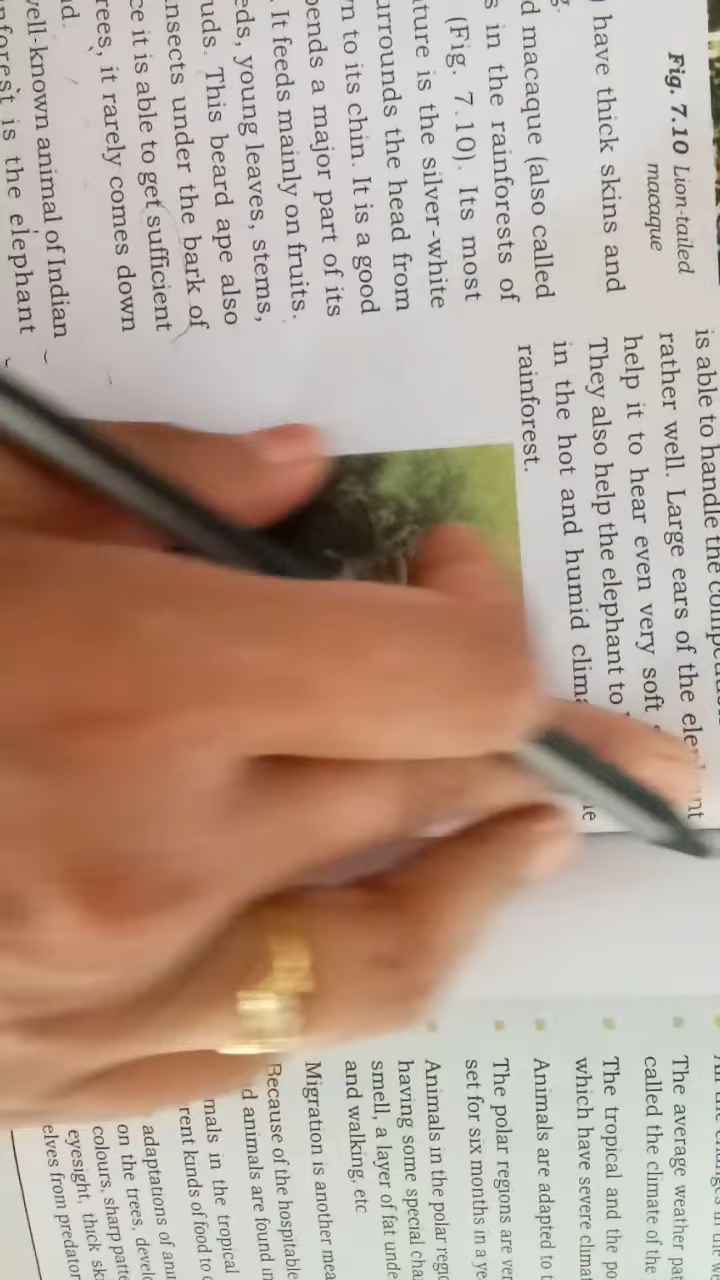 Fig. 7.10 Lion-tailed
macaque
have thick skins and
d macaque (also called
s in the rainforests of
(Fig. 7.10). Its most
ture is the silver-white
urrounds the head from
n to its chin. It is a good
pends a major part of its
. It feeds mainly on fruits.
eds, young leaves, stems,
uds. This beard ape also
nsects under the bark of
ce it is able to get sufficient
rees, it rarely comes down
nd.
well-known animal of Indian
nforest is the elephant
is able to handle the
rather well. Large ears of the
help it to hear even very soft
They also help the elephant to
in the hot and humid clima
rainforest.
The average weather pa
called the climate of the
The tropical and the po
which have severe clima
Animals are adapted to t
The polar regions are ver
set for six months in a ye
Animals in the polar regio
having some special cha
smell, a layer of fat unde
and walking, etc
Migration is another mea
Because of the hospitable
d animals are found in
mals in the tropical
rent kinds of food to
adaptations of ani
on the trees, develo
colours, sharp patte
eyesight, thick sk
elves from predator